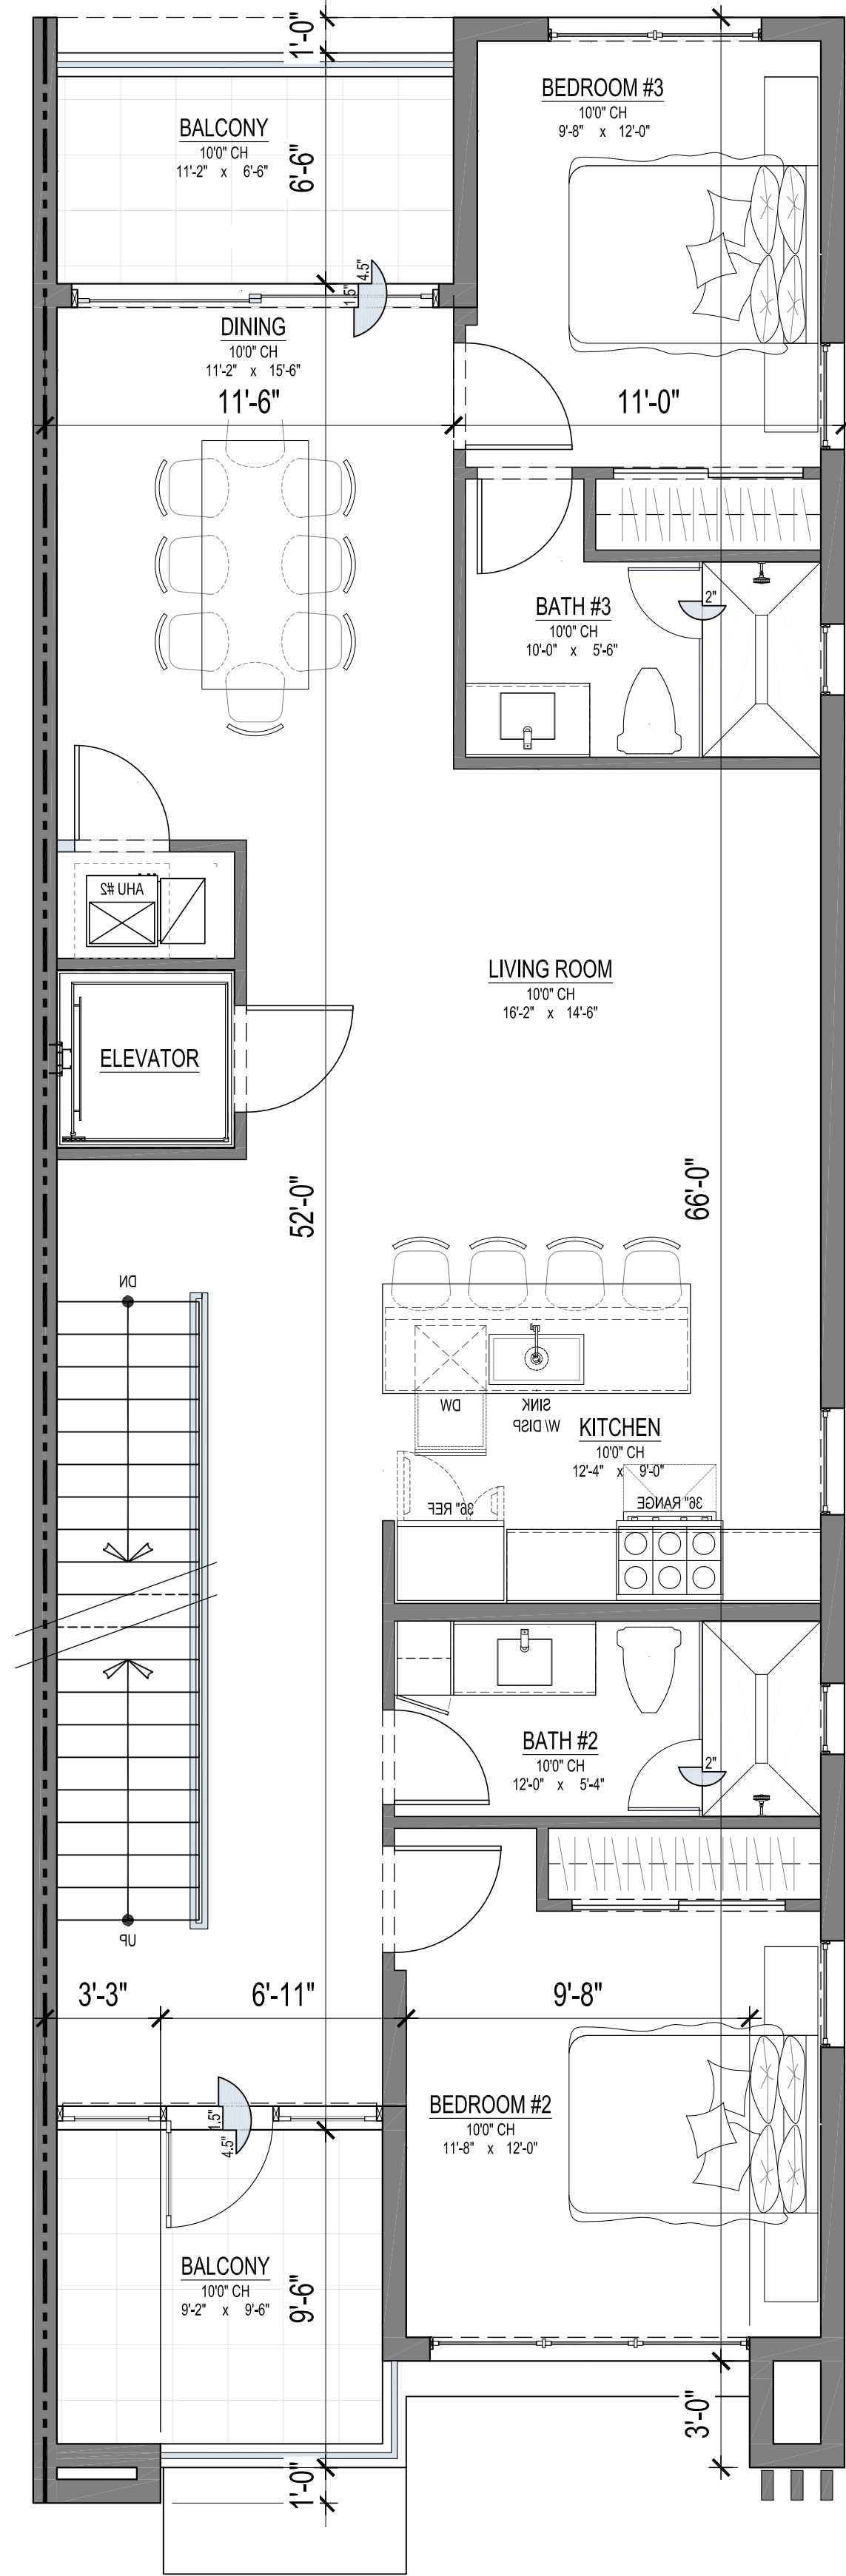 1'-0"
BEDROOM #3
10'0" CH
9'-8" x 12'-0"
BALCONY
10'0" CH
11'-2" x 6'-6"
6'-6"
4.5"
1.5"
DINING
10'0" CH
11'-2" x 15'-6"
11'-6"
11'-0"
BATH #3
10'0" CH
10'-0" x 5'-6"
2"
AHU #2
LIVING ROOM
10'0" CH
16'-2" x 14'-6"
ELEVATOR
52'-0"
66'-0"
DN
DW
SINK
W/ DISP
KITCHEN
10'0" CH
12'-4" x 9'-0"
36" REF
36" RANGE
BATH #2
10'0" CH
12'-0" x 5'-4"
2"
UP
3'-3"
6'-11"
9'-8"
1.5"
4.5"
BEDROOM #2
10'0" CH
11'-8" x 12'-0"
BALCONY
10'0" CH
9'-2" x 9'-6"
9'-6"
3'-0"
1'-0"